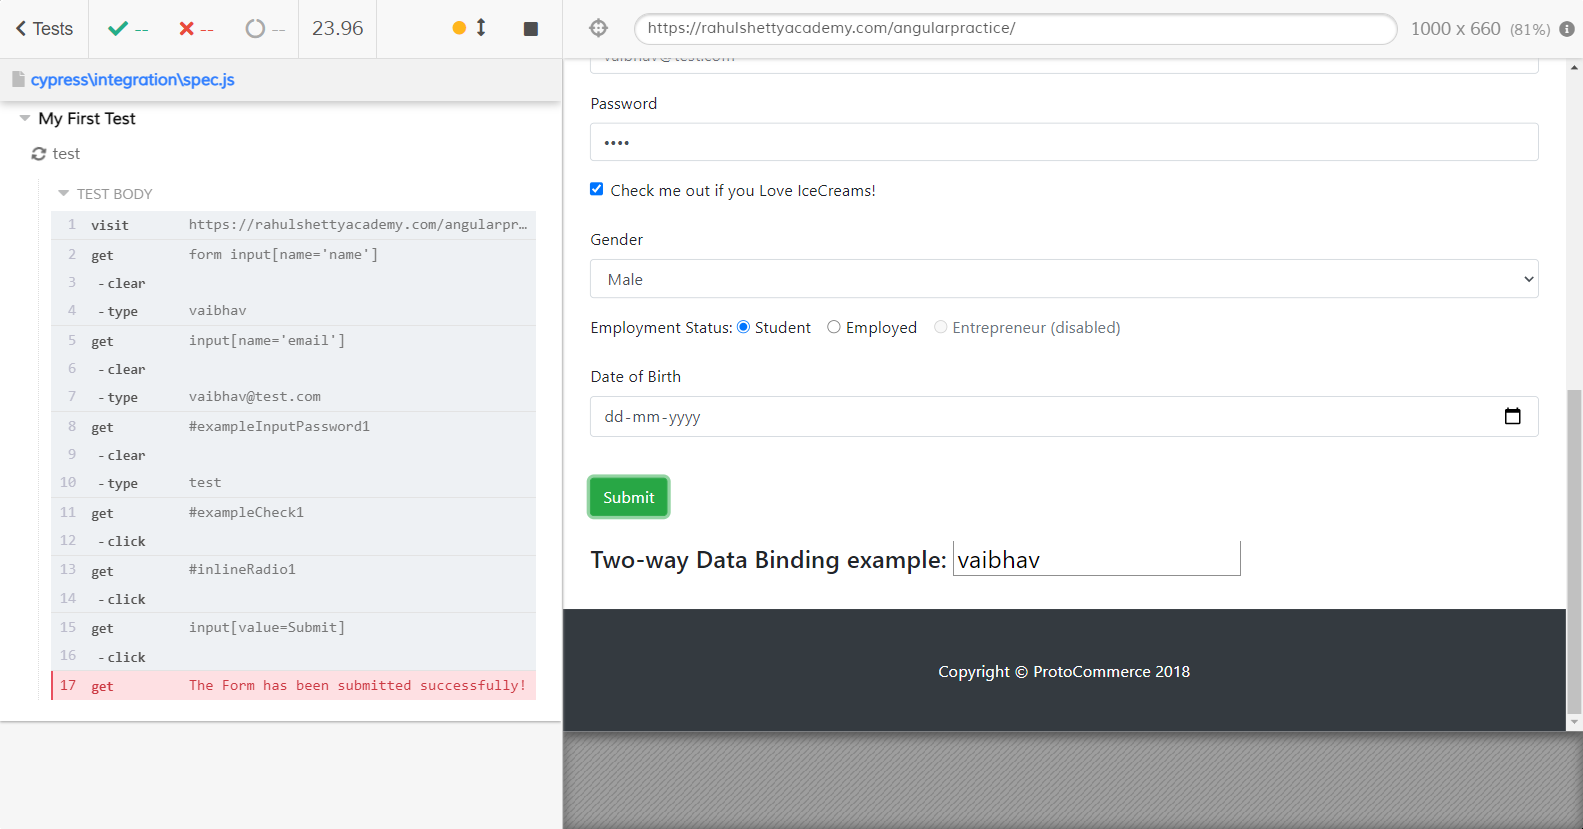 Tests -- -- -- 23.96
cypress\integration\spec.js
My First Test
test
TEST BODY
1 visit https://rahulshettyacademy.com/angularpr…
2 get form input[name='name']
3 -clear
4 -type vaibhav
5 get input[name='email']
6 -clear
7 -type vaibhav@test.com
8 get #exampleInputPassword1
9 -clear
10 -type test
11 get #exampleCheck1
12 -click
13 get #inlineRadio1
14 -click
15 get input[value=Submit]
16 -click
17 get The Form has been submitted successfully!
https://rahulshettyacademy.com/angularpractice/ 1000 x 660 (81%)
vaibhav@test.com
Password
••••
Check me out if you Love IceCreams!
Gender
Male
Employment Status: Student Employed Entrepreneur (disabled)
Date of Birth
dd-mm-yyyy
Submit
Two-way Data Binding example: vaibhav
Copyright © ProtoCommerce 2018